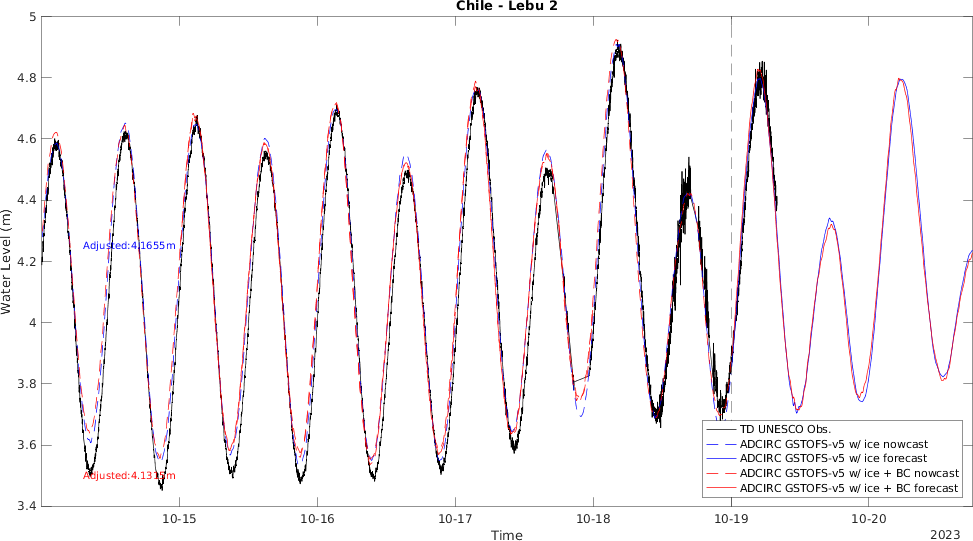 Chile - Lebu 2
5
4.8
4.6
4.4
4.2
4
3.8
3.6
3.4
Water Level (m)
Adjusted:4.1655m
Adjusted:4.1315m
TD UNESCO Obs.
ADCIRC GSTOFS-v5 w/ ice nowcast
ADCIRC GSTOFS-v5 w/ ice forecast
ADCIRC GSTOFS-v5 w/ ice + BC nowcast
ADCIRC GSTOFS-v5 w/ ice + BC forecast
10-15 10-16 10-17 10-18 10-19 10-20
Time
2023